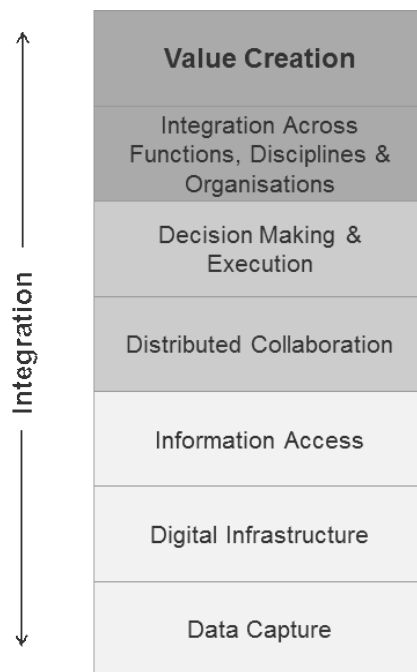 Value Creation
Integration Across
Functions, Disciplines &
Organisations
Decision Making &
Execution
Distributed Collaboration
Information Access
Digital Infrastructure
Data Capture
Integration